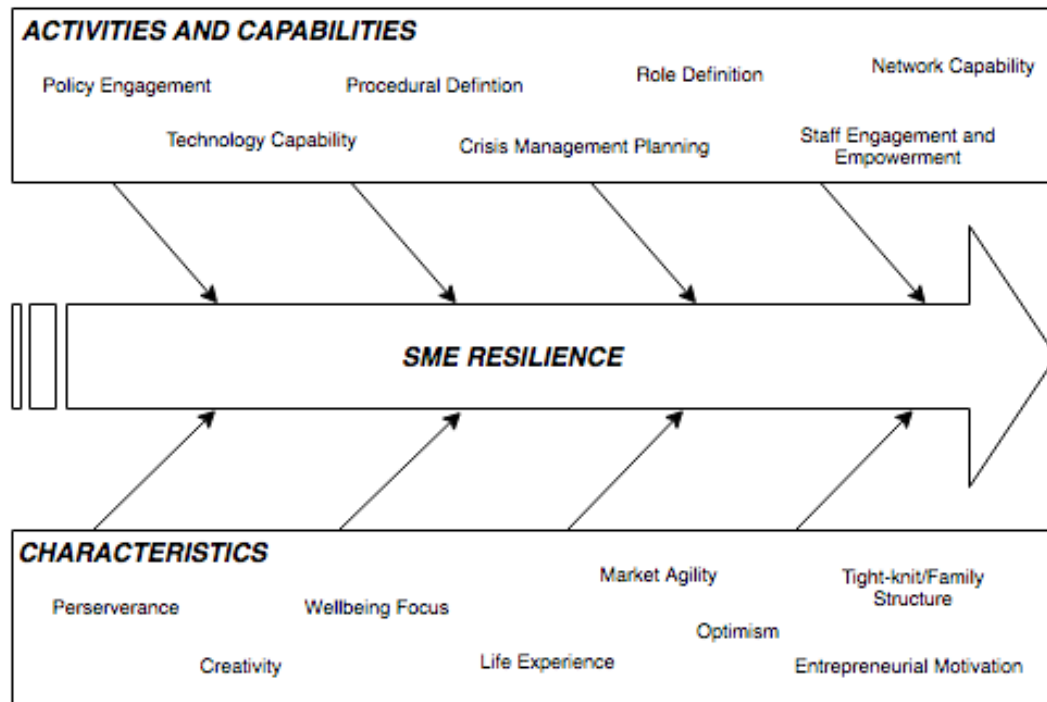 ACTIVITIES AND CAPABILITIES
Policy Engagement
Procedural Defintion
Role Definition
Network Capability
Technology Capability
Crisis Management Planning
Staff Engagement and
Empowerment
SME RESILIENCE
CHARACTERISTICS
Perserverance
Wellbeing Focus
Market Agility
Tight-knit/Family
Structure
Creativity
Life Experience
Optimism
Entrepreneurial Motivation